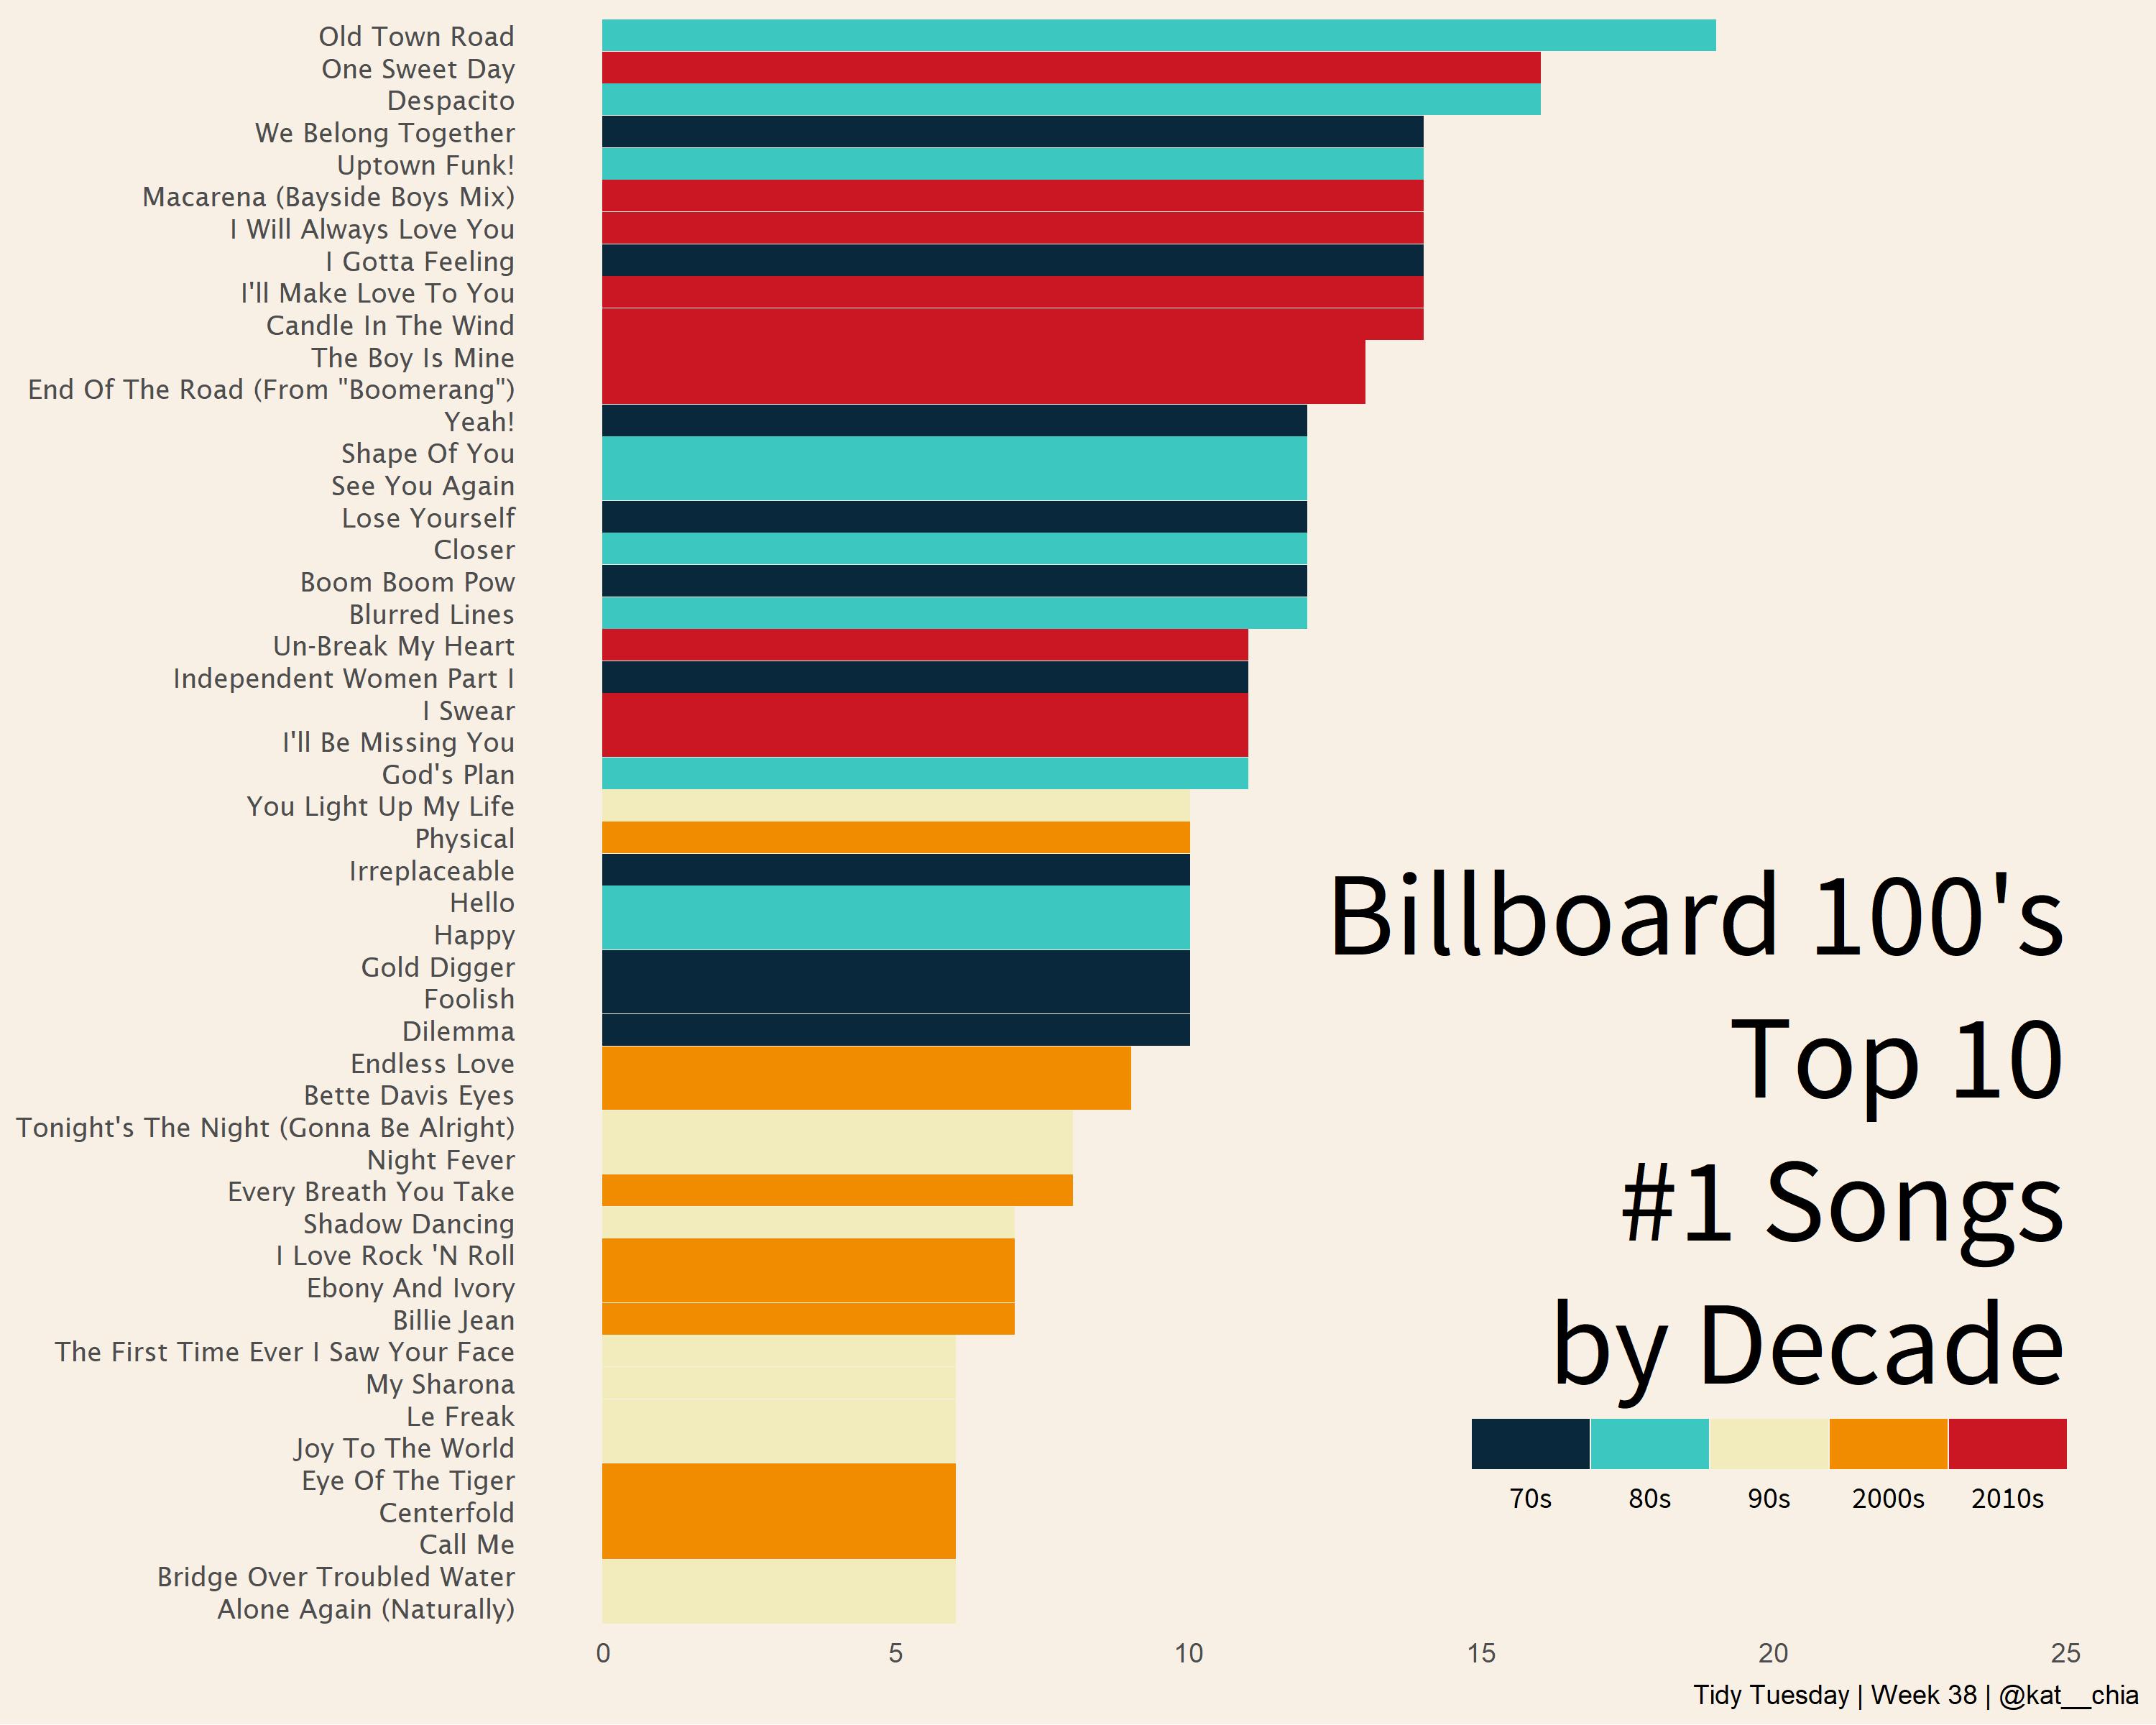 Old Town Road
One Sweet Day
Despacito
We Belong Together
Uptown Funk!
Macarena (Bayside Boys Mix)
I Will Always Love You
I Gotta Feeling
I'll Make Love To You
Candle In The Wind
The Boy Is Mine
End Of The Road (From "Boomerang")
Yeah!
Shape Of You
See You Again
Lose Yourself
Closer
Boom Boom Pow
Blurred Lines
Un-Break My Heart
Independent Women Part I
I Swear
I'll Be Missing You
God's Plan
You Light Up My Life
Physical
Irreplaceable
Hello
Happy
Gold Digger
Foolish
Dilemma
Endless Love
Bette Davis Eyes
Tonight's The Night (Gonna Be Alright)
Night Fever
Every Breath You Take
Shadow Dancing
I Love Rock 'N Roll
Ebony And Ivory
Billie Jean
The First Time Ever I Saw Your Face
My Sharona
Le Freak
Joy To The World
Eye Of The Tiger
Centerfold
Call Me
Bridge Over Troubled Water
Alone Again (Naturally)
Billboard 100's
Top 10
#1 Songs
by Decade
70s 80s 90s 2000s 2010s
0 5 10 15 20 25
Tidy Tuesday | Week 38 | @kat__chia